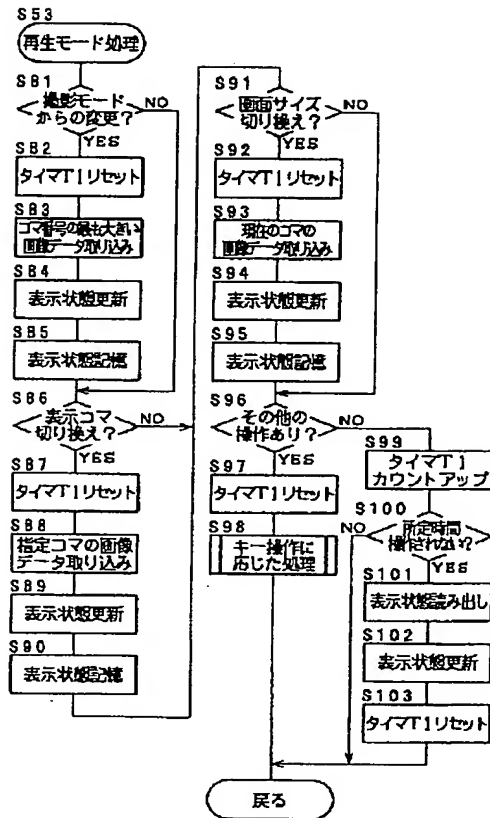 S53
再生モード処理
S81
撮影モード
からの変更?
NO
YES
S82
タイマT1リセット
S83
コマ番号の最も大きい
画像データ取り込み
S84
表示状態更新
S85
表示状態記憶
S86
表示コマ
切り換え?
NO
YES
S87
タイマT1リセット
S88
指定コマの画像
データ取り込み
S89
表示状態更新
S90
表示状態記憶
S91
画面サイズ
切り換え?
NO
YES
S92
タイマT1リセット
S93
現在のコマの
画像データ取り込み
S94
表示状態更新
S95
表示状態記憶
S96
その他の
操作あり?
NO
YES
S97
タイマT1リセット
S98
キー操作に
応じた処理
S99
タイマT1
カウントアップ
S100
所定時間
操作されない?
NO
YES
S101
表示状態読み出し
S102
表示状態更新
S103
タイマT1リセット
戻る